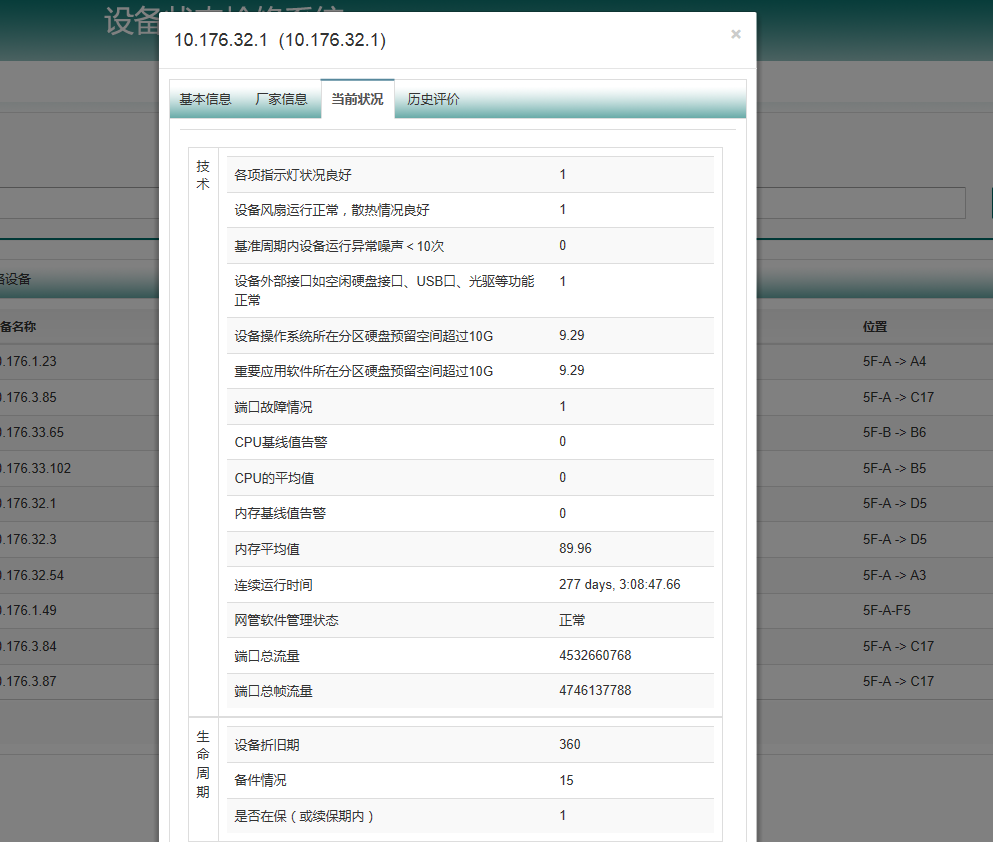 设备状态检修系统
10.176.32.1 (10.176.32.1)
×
基本信息 厂家信息 当前状况 历史评价
技术
各项指示灯状况良好 1
设备风扇运行正常，散热情况良好 1
基准周期内设备运行异常噪声＜10次 0
设备外部接口如空闲硬盘接口、USB口、光驱等功能 1
正常
设备操作系统所在分区硬盘预留空间超过10G 9.29
重要应用软件所在分区硬盘预留空间超过10G 9.29
端口故障情况 1
CPU基线值告警 0
CPU的平均值 0
内存基线值告警 0
内存平均值 89.96
连续运行时间 277 days, 3:08:47.66
网管软件管理状态 正常
端口总流量 4532660768
端口总帧流量 4746137788
生命周期
设备折旧期 360
备件情况 15
是否在保（或续保期内） 1
设备
备名称 位置
.176.1.23 5F-A -> A4
.176.3.85 5F-A -> C17
.176.33.65 5F-B -> B6
.176.33.102 5F-A -> B5
.176.32.1 5F-A -> D5
.176.32.3 5F-A -> D5
.176.32.54 5F-A -> A3
.176.1.49 5F-A-F5
.176.3.84 5F-A -> C17
.176.3.87 5F-A -> C17